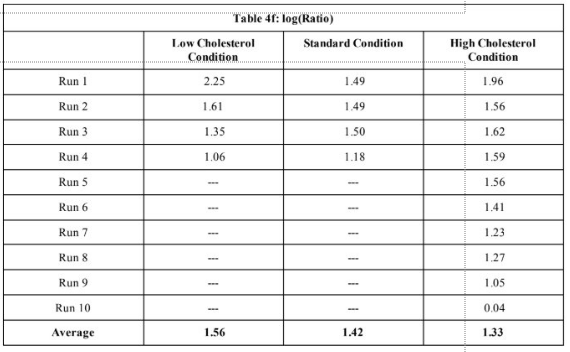 Table 4f: log(Ratio)
Low Cholesterol Condition Standard Condition High Cholesterol Condition
Run 1 2.25 1.49 1.96
Run 2 1.61 1.49 1.56
Run 3 1.35 1.50 1.62
Run 4 1.06 1.18 1.59
Run 5 --- --- 1.56
Run 6 --- --- 1.41
Run 7 --- --- 1.23
Run 8 --- --- 1.27
Run 9 --- --- 1.05
Run 10 --- --- 0.04
Average 1.56 1.42 1.33